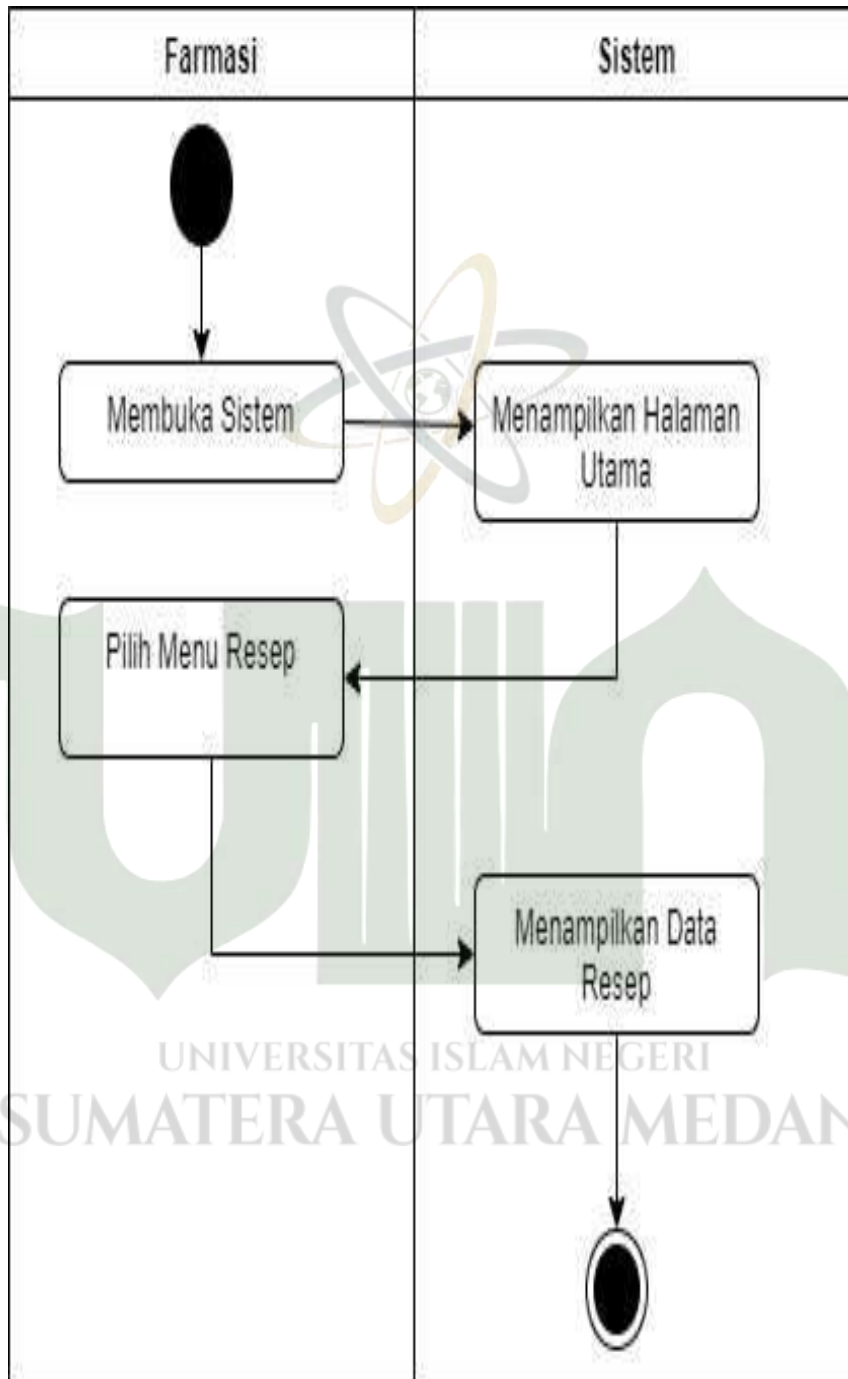 Farmasi
Sistem
Membuka Sistem
Menampilkan Halaman
Utama
Pilih Menu Resep
Menampilkan Data
Resep
UNIVERSITAS ISLAM NEGERI
SUMATERA UTARA MEDAN